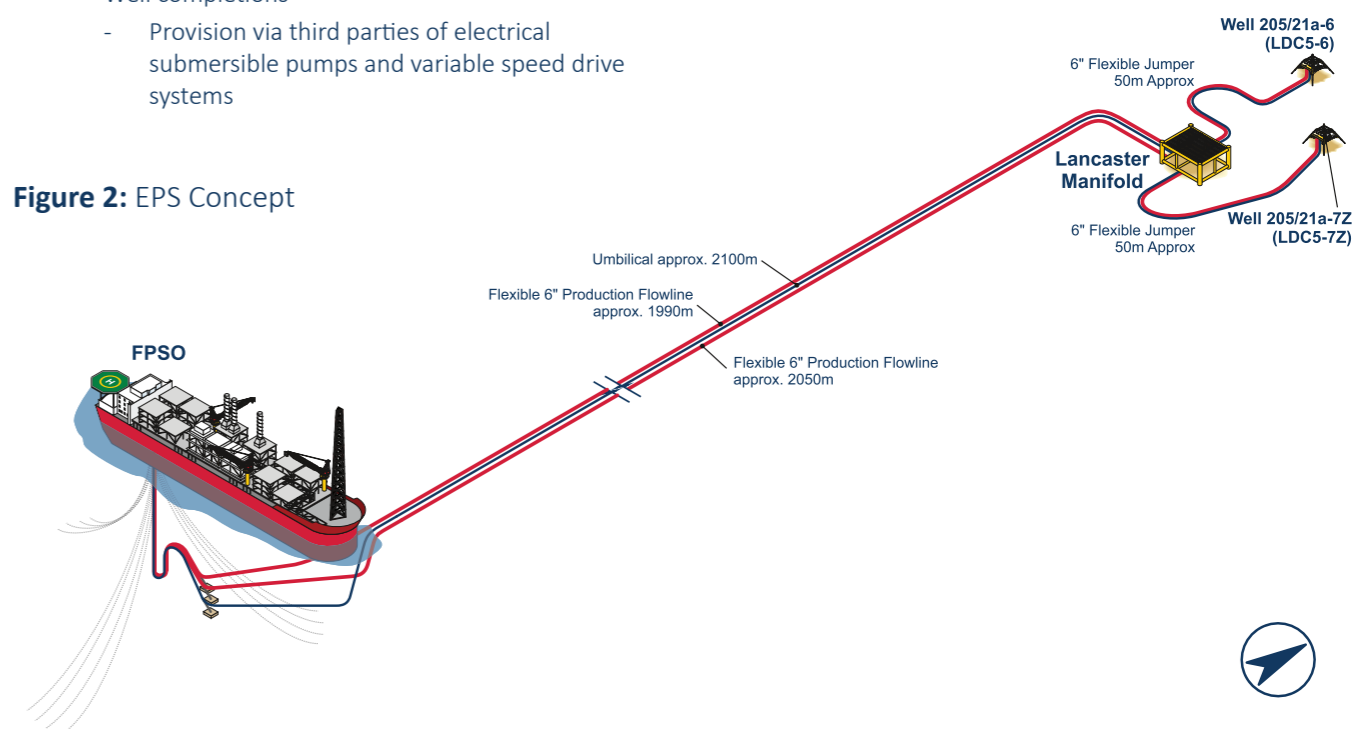 Well completions
- Provision via third parties of electrical
submersible pumps and variable speed drive
systems
Figure 2: EPS Concept
Well 205/21a-6
(LDC5-6)
6" Flexible Jumper
50m Approx
Lancaster
Manifold
Well 205/21a-7Z
(LDC5-7Z)
6" Flexible Jumper
50m Approx
Umbilical approx. 2100m
Flexible 6" Production Flowline
approx. 1990m
Flexible 6" Production Flowline
approx. 2050m
FPSO
H